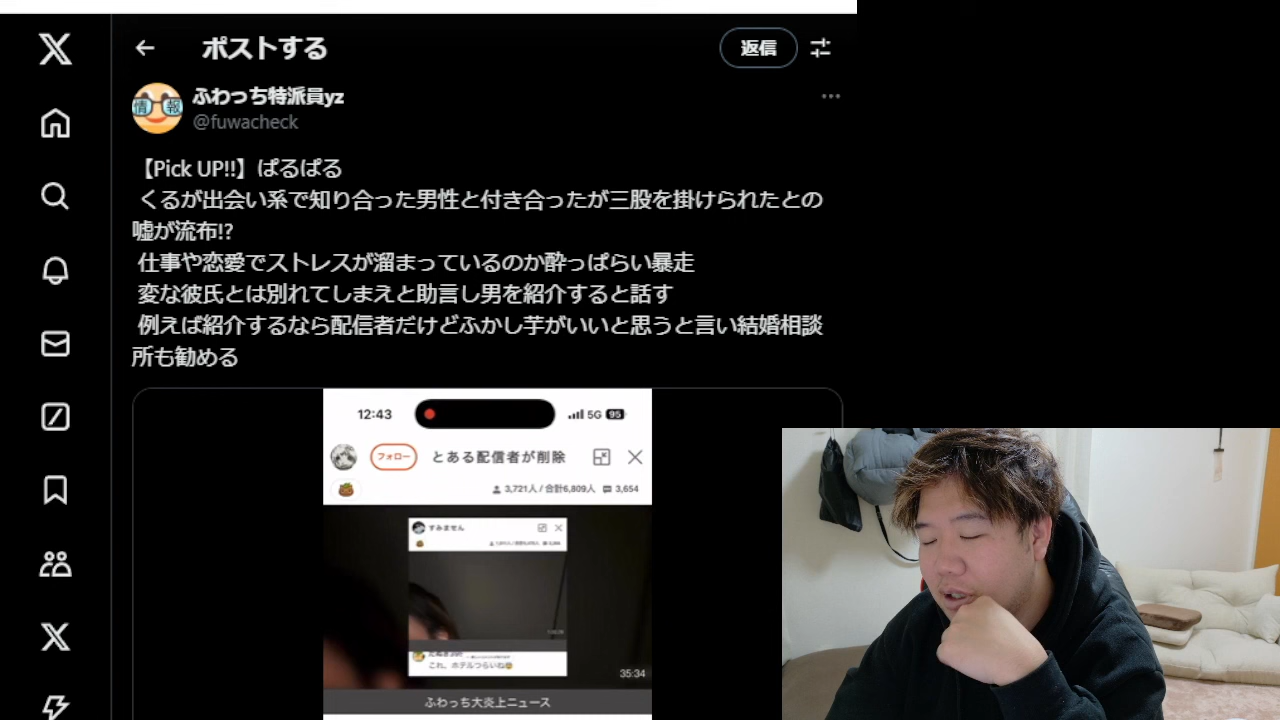 ポストする
返信
ふわっち特派員yz
@fuwacheck
【Pick UP!!】ぱるぱる
くるが出会い系で知り合った男性と付き合ったが三股を掛けられたとの
嘘が流布!?
仕事や恋愛でストレスが溜まっているのか酔っぱらい暴走
変な彼氏とは別れてしまえと助言し男を紹介すると話す
例えば紹介するなら配信者だけどふかし芋がいいと思うと言い結婚相談
所も勧める
情報
12:43
5G 95
フォロー
とある配信者が削除
3,721人 / 合計6,809人 3,654
すみません
これ、ホテルつらいね
35:34
ふわっち大炎上ニュース